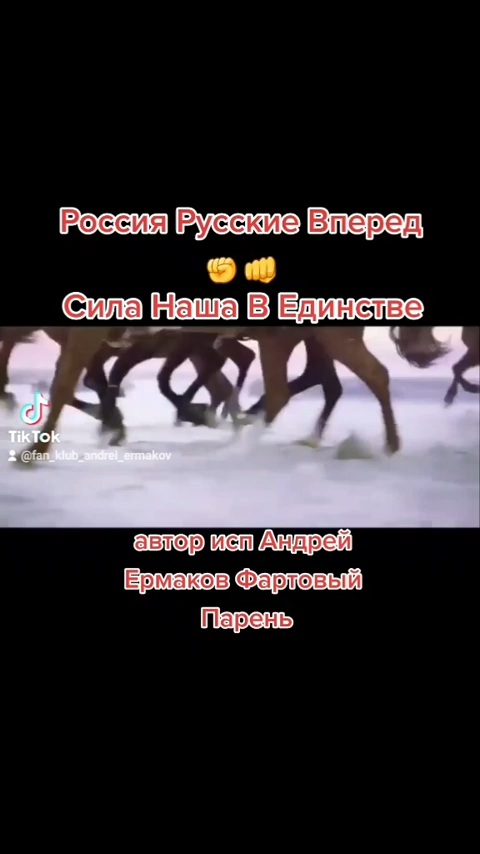 Россия Русские Вперед
✊👊
Сила Наша В Единстве
TikTok
@fan_klub_andrei_ermakov
автор исп Андрей
Ермаков Фартовый
Парень